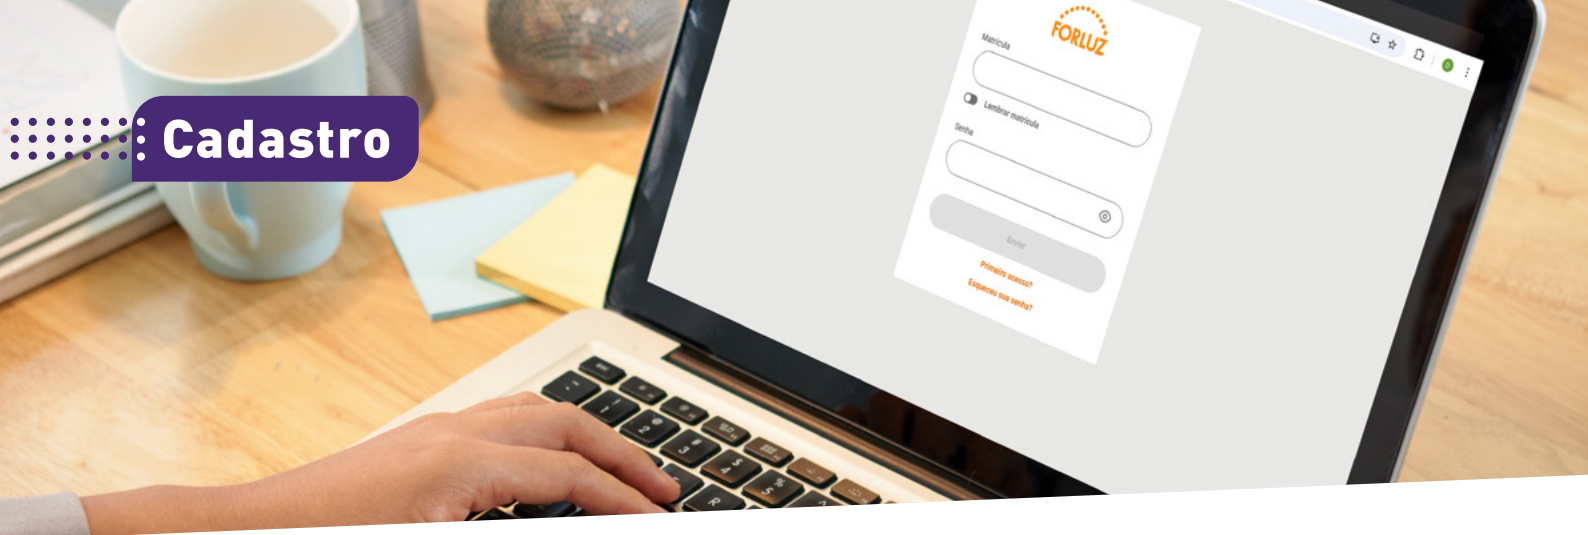 Cadastro
FORLUZ
Matrícula
Lembrar matrícula
Senha
Enviar
Primeiro acesso?
Esqueceu sua senha?